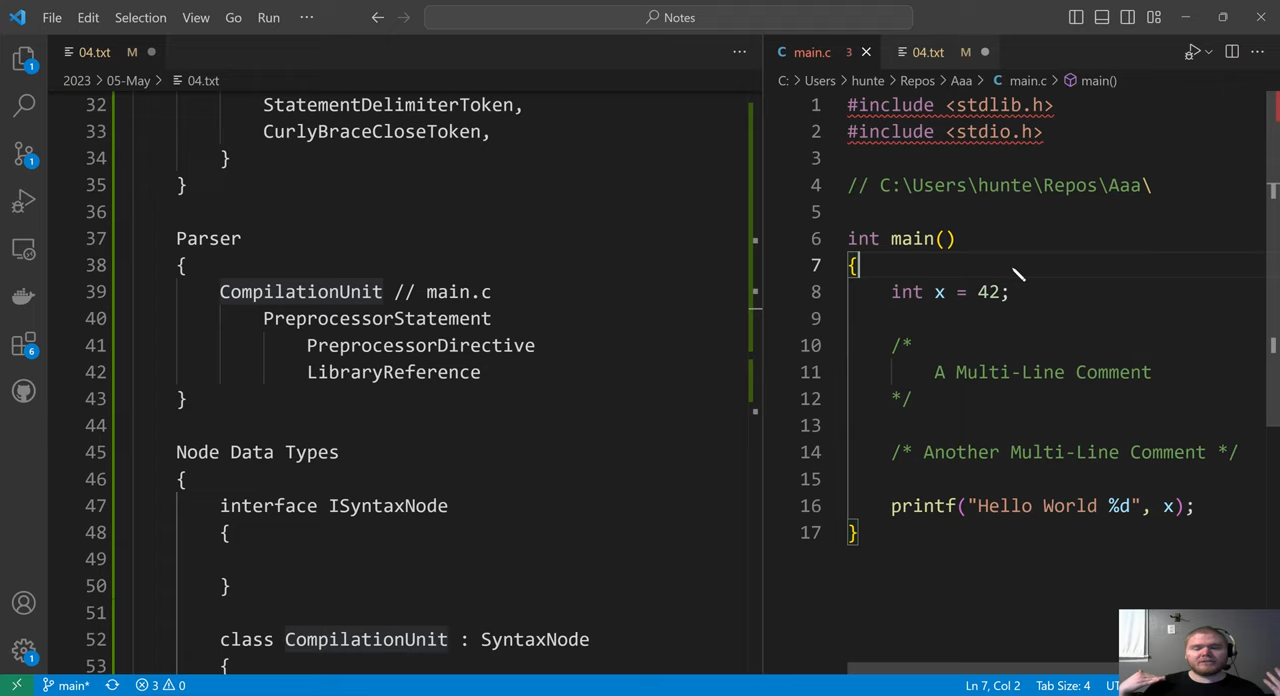 File Edit Selection View Go Run ··· Notes
04.txt M
2023 > 05-May > 04.txt
32 StatementDelimiterToken,
33 CurlyBraceCloseToken,
34 }
35 }
36
37 Parser
38 {
39 CompilationUnit // main.c
40 PreprocessorStatement
41 PreprocessorDirective
42 LibraryReference
43 }
44
45 Node Data Types
46 {
47 interface ISyntaxNode
48 {
49
50 }
51
52 class CompilationUnit : SyntaxNode
53 {
C main.c 3 04.txt M
C: > Users > hunte > Repos > Aaa > C main.c > main()
1 #include <stdlib.h>
2 #include <stdio.h>
3
4 // C:\Users\hunte\Repos\Aaa\
5
6 int main()
7 {
8 int x = 42;
9
10 /*
11 A Multi-Line Comment
12 */
13
14 /* Another Multi-Line Comment */
15
16 printf("Hello World %d", x);
17 }
1
1
6
1
main* 3 0 Ln 7, Col 2 Tab Size: 4